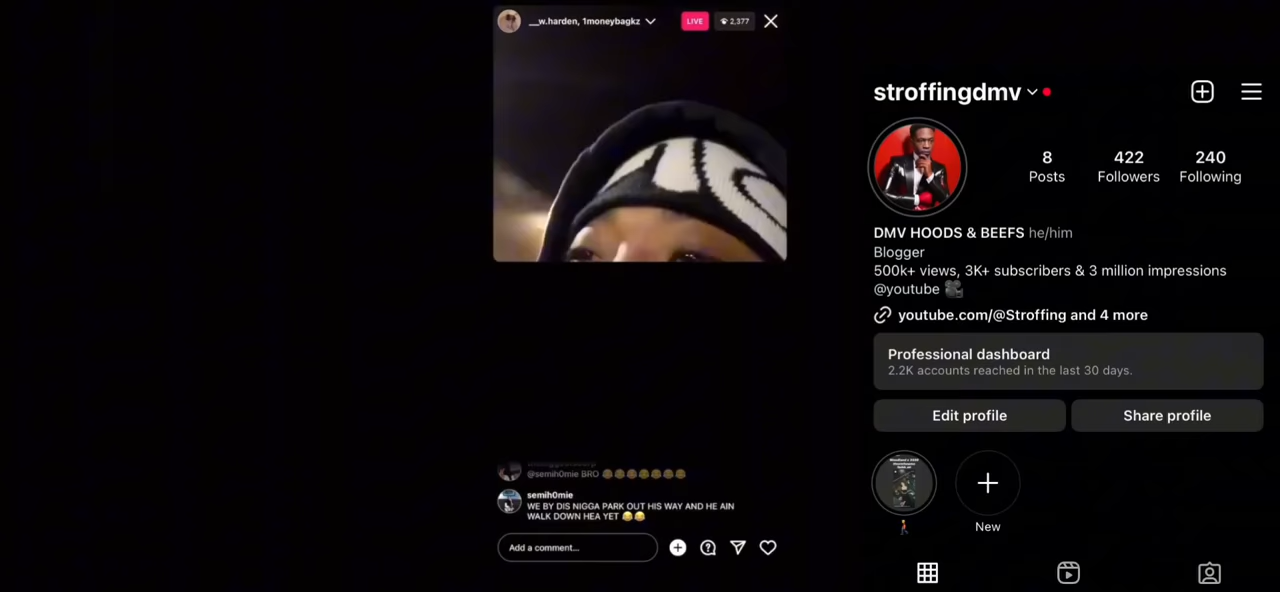 __w.harden, 1moneybagkz
LIVE
2,377
@semih0mie BRO 😂😂😂😂😂😂😂
semih0mie
WE BY DIS NIGGA PARK OUT HIS WAY AND HE AIN
WALK DOWN HEA YET 😂😂
Add a comment...
stroffingdmv
8
422
240
Posts
Followers
Following
DMV HOODS & BEEFS he/him
Blogger
500k+ views, 3K+ subscribers & 3 million impressions
@youtube 🎥
youtube.com/@Stroffing and 4 more
Professional dashboard
2.2K accounts reached in the last 30 days.
Edit profile
Share profile
New